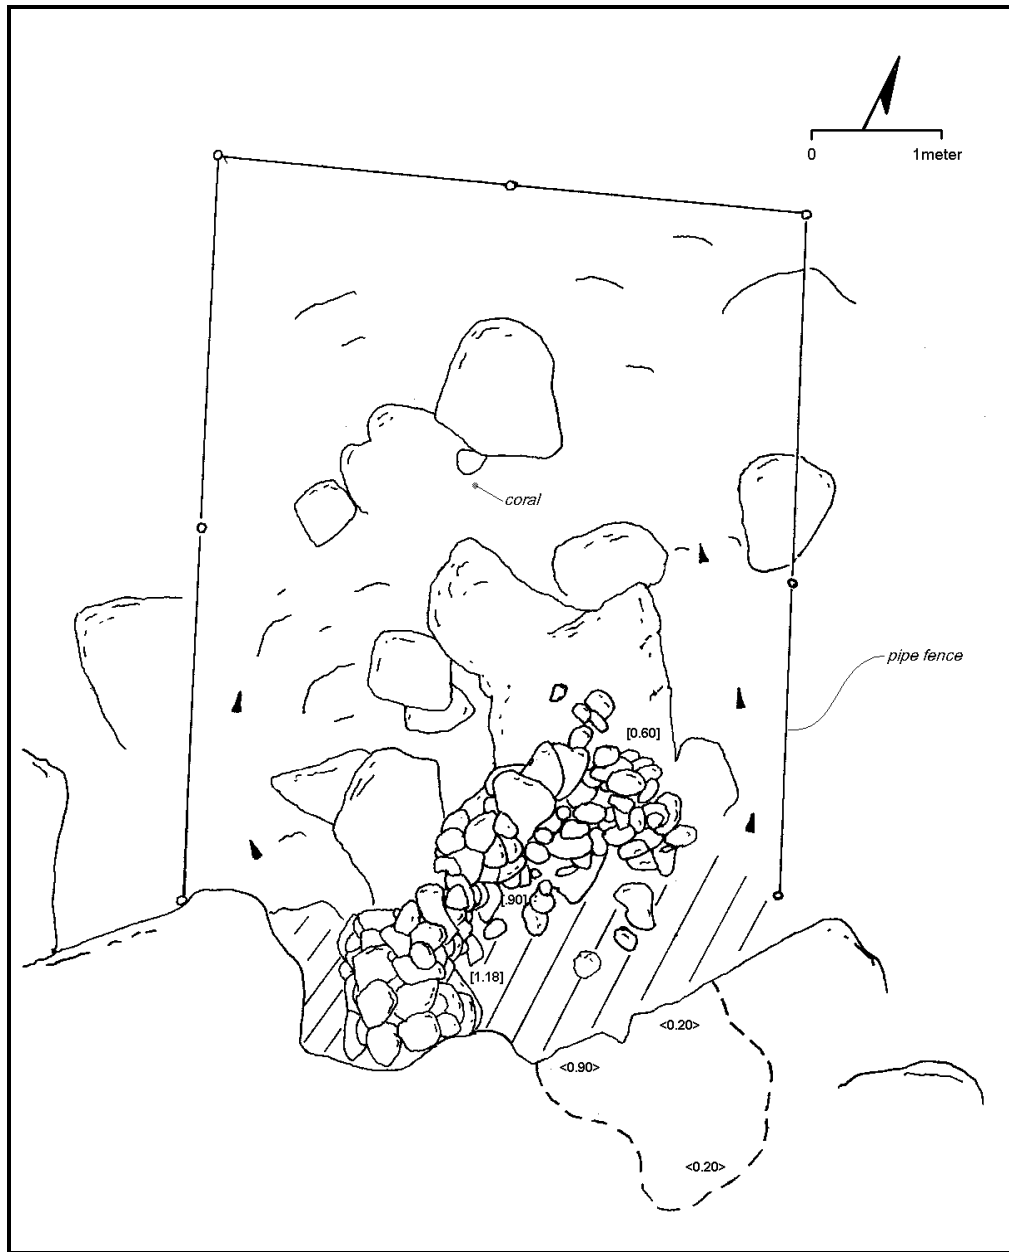 0 1meter
coral
pipe fence
[0.60]
[.90]
[1.18]
<0.20>
<0.90>
<0.20>